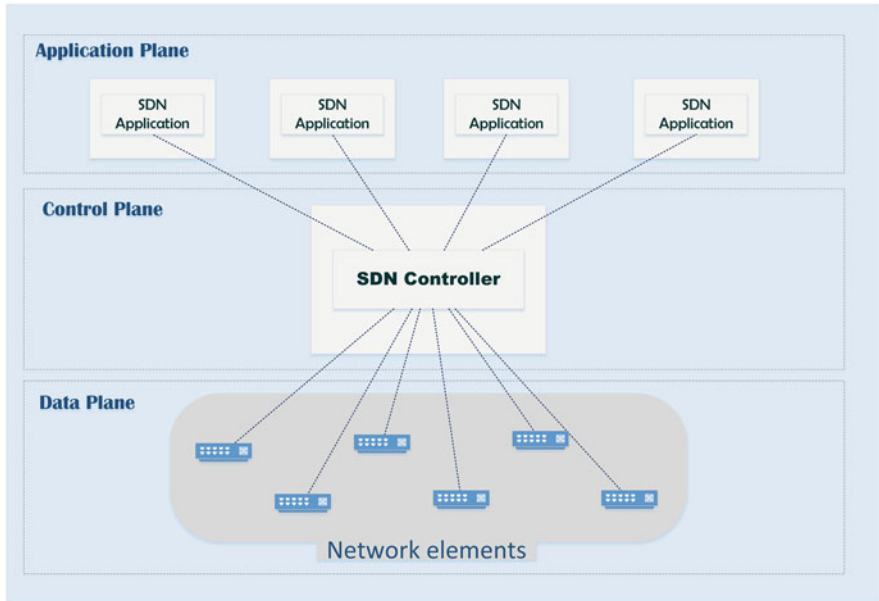 Application Plane
SDN
Application
SDN
Application
SDN
Application
SDN
Application
Control Plane
SDN Controller
Data Plane
Network elements